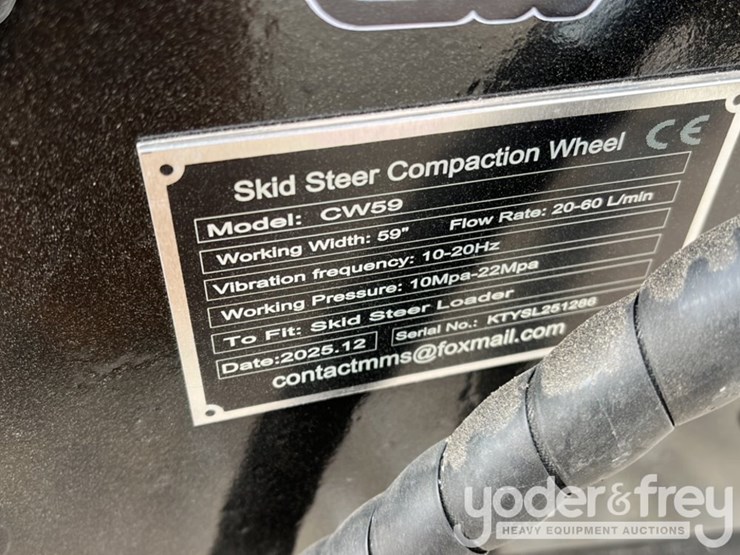 Skid Steer Compaction Wheel CE
Model: CW59
Working Width: 59" Flow Rate: 20-60 L/min
Vibration frequency: 10-20Hz
Working Pressure: 10Mpa-22Mpa
To Fit: Skid Steer Loader
Date:2025.12 Serial No.: KTYSL251286
contactmms@foxmail.com
yoder&frey
HEAVY EQUIPMENT AUCTIONS